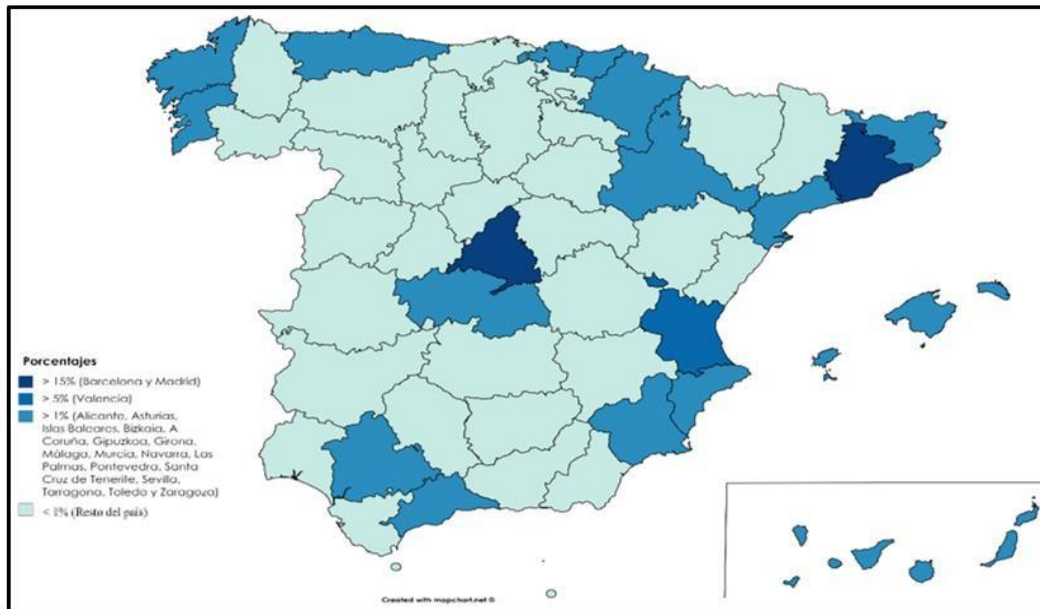 Porcentajes
> 15% (Barcelona y Madrid)
> 5% (Valencia)
> 1% (Alicante, Asturias,
Islas Baleares, Bizkaia, A
Coruña, Gipuzkoa, Girona,
Málaga, Murcia, Navarra, Las
Palmas, Pontevedra, Santa
Cruz de Tenerife, Sevilla,
Tarragona, Toledo y Zaragoza)
< 1% (Resto del país)
Created with mapchart.net ©